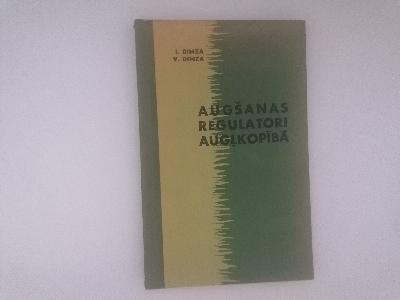 I. DIMZA
V. DIMZA
AUGŠANAS
REGULATORI
AUGĻKOPĪBĀ